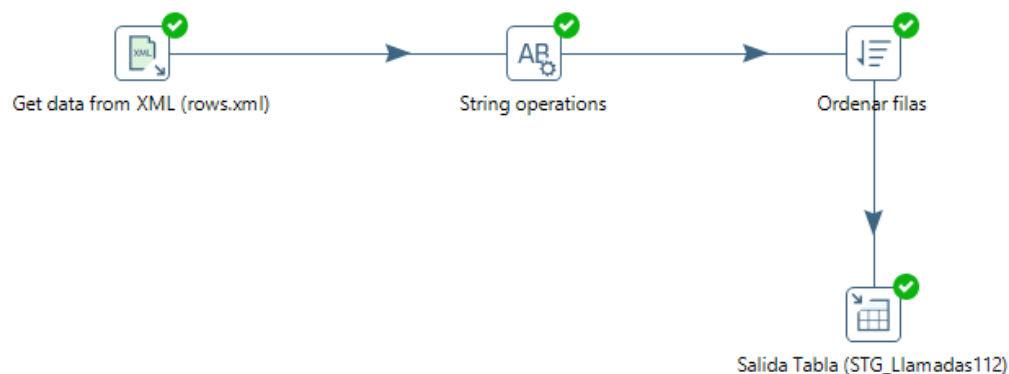 XML
AB
Get data from XML (rows.xml)
String operations
Ordenar filas
Salida Tabla (STG_Llamadas112)